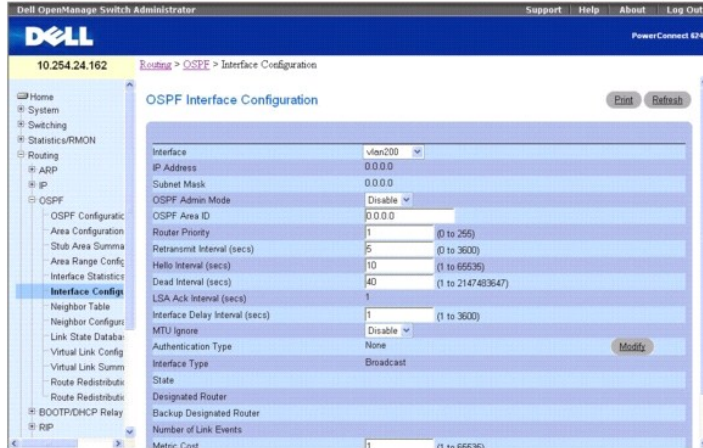 Dell OpenManage Switch Administrator
Support Help About Log Out
DELL
PowerConnect 624
10.254.24.162
Routing > OSPF > Interface Configuration
Home
System
Switching
Statistics/RMON
Routing
ARP
IP
OSPF
OSPF Configuratic
Area Configuration
Stub Area Summa
Area Range Config
Interface Statistics
Interface Configu
Neighbor Table
Neighbor Configura
Link State Databas
Virtual Link Config
Virtual Link Summ
Route Redistributic
Route Redistributic
BOOTP/DHCP Relay
RIP
OSPF Interface Configuration
Print Refresh
Interface vlan200
IP Address 0.0.0.0
Subnet Mask 0.0.0.0
OSPF Admin Mode Disable
OSPF Area ID 0.0.0.0
Router Priority 1 (0 to 255)
Retransmit Interval (secs) 5 (0 to 3600)
Hello Interval (secs) 10 (1 to 65535)
Dead Interval (secs) 40 (1 to 2147483647)
LSA Ack Interval (secs) 1
Interface Delay Interval (secs) 1 (1 to 3600)
MTU Ignore Disable
Authentication Type None Modify
Interface Type Broadcast
State
Designated Router
Backup Designated Router
Number of Link Events
Metric Cost 1 (1 to 65535)